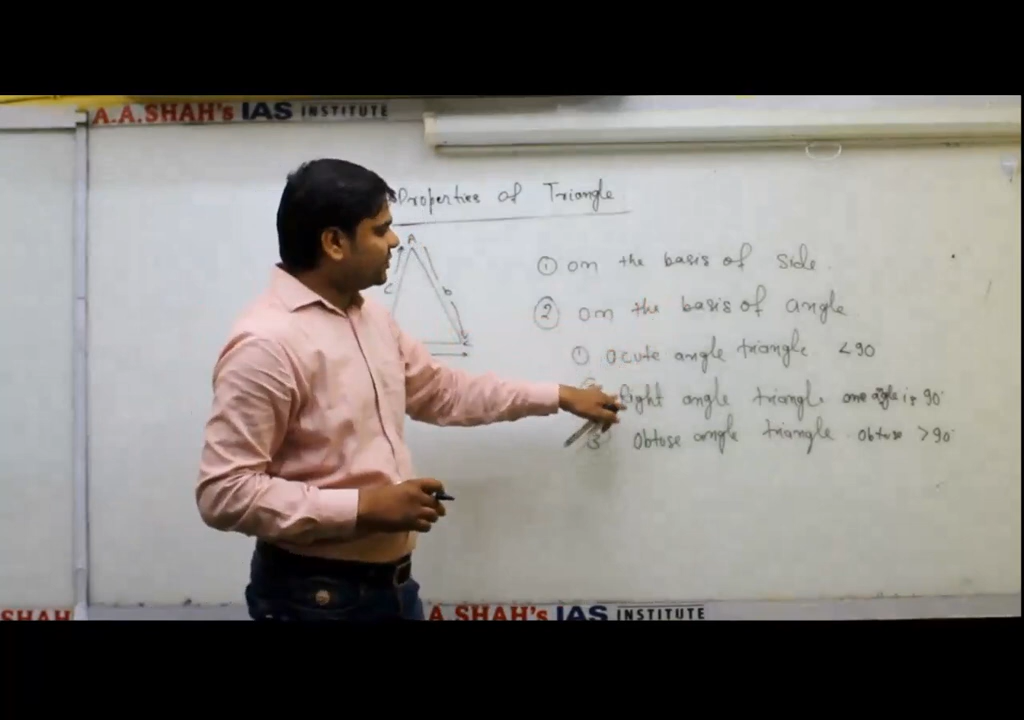 A.A.SHAH's IAS INSTITUTE
Properties of Triangle
A
c
b
① on the basis of side.
② on the basis of angle
① acute angle triangle <90
Right angle triangle one angle is 90°
3 obtuse angle triangle. obtuse >90°
SHAH
A.SHAH's IAS INSTITUTE